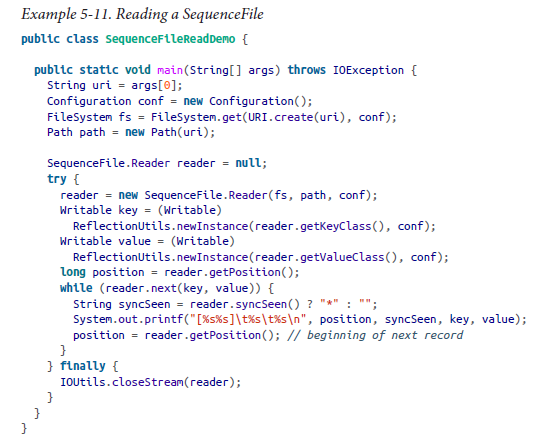 Example 5-11. Reading a SequenceFile
public class SequenceFileReadDemo {
public static void main(String[] args) throws IOException {
String uri = args[0];
Configuration conf = new Configuration();
FileSystem fs = FileSystem.get(URI.create(uri), conf);
Path path = new Path(uri);
SequenceFile.Reader reader = null;
try {
reader = new SequenceFile.Reader(fs, path, conf);
Writable key = (Writable)
ReflectionUtils.newInstance(reader.getKeyClass(), conf);
Writable value = (Writable)
ReflectionUtils.newInstance(reader.getValueClass(), conf);
long position = reader.getPosition();
while (reader.next(key, value)) {
String syncSeen = reader.syncSeen() ? "*" : "";
System.out.printf("[%s%s]\t%s\t%s\n", position, syncSeen, key, value);
position = reader.getPosition(); // beginning of next record
}
} finally {
IOUtils.closeStream(reader);
}
}
}